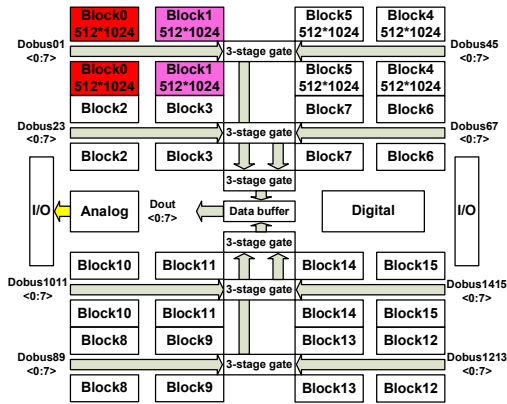 Block0
512*1024
Block1
512*1024
Block5
512*1024
Block4
512*1024
Dobus01
<0:7>
3-stage gate
Dobus45
<0:7>
Block0
512*1024
Block1
512*1024
Block5
512*1024
Block4
512*1024
Block2
Block3
Block7
Block6
Dobus23
<0:7>
3-stage gate
Dobus67
<0:7>
Block2
Block3
Block7
Block6
3-stage gate
I/O
Analog
Dout
<0:7>
Data buffer
Digital
I/O
3-stage gate
Block10
Block11
Block14
Block15
Dobus1011
<0:7>
3-stage gate
Dobus1415
<0:7>
Block10
Block11
Block14
Block15
Block8
Block9
Block13
Block12
Dobus89
<0:7>
3-stage gate
Dobus1213
<0:7>
Block8
Block9
Block13
Block12